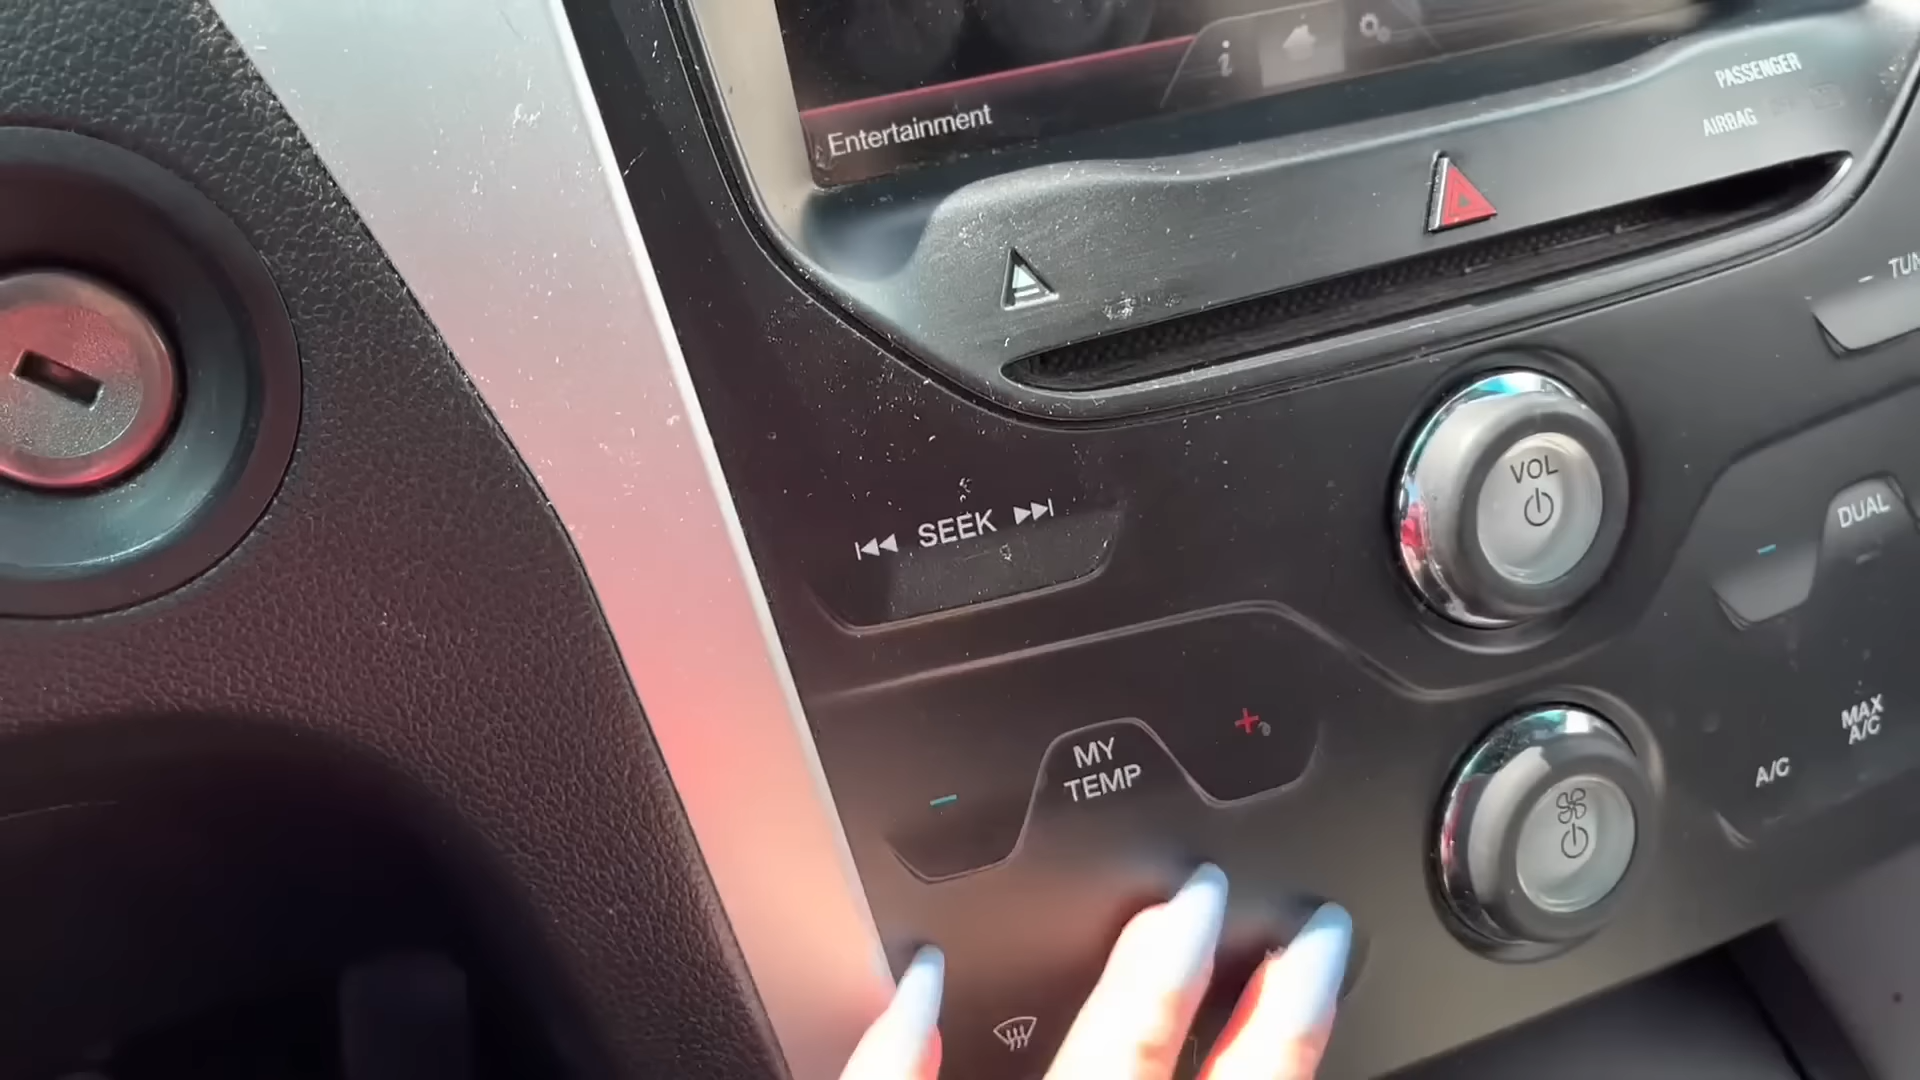 Entertainment
PASSENGER
AIRBAG
SEEK
VOL
DUAL
MY
TEMP
MAX
A/C
A/C